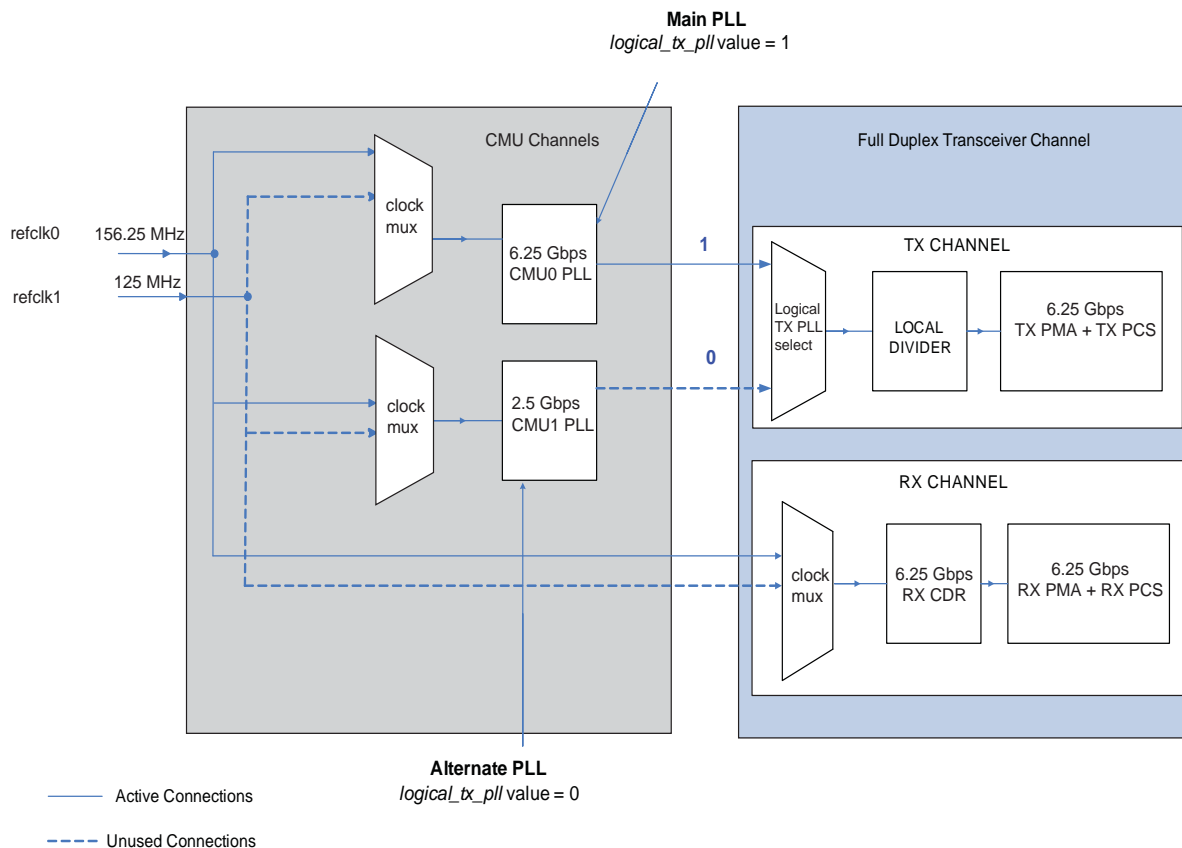 Main PLL
logical_tx_pll value = 1
CMU Channels
Full Duplex Transceiver Channel
refclk0
156.25 MHz
refclk1
125 MHz
clock
mux
6.25 Gbps
CMU0 PLL
1
TX CHANNEL
Logical
TX PLL
select
LOCAL
DIVIDER
6.25 Gbps
TX PMA + TX PCS
clock
mux
2.5 Gbps
CMU1 PLL
0
RX CHANNEL
clock
mux
6.25 Gbps
RX CDR
6.25 Gbps
RX PMA + RX PCS
Alternate PLL
logical_tx_pll value = 0
Active Connections
Unused Connections